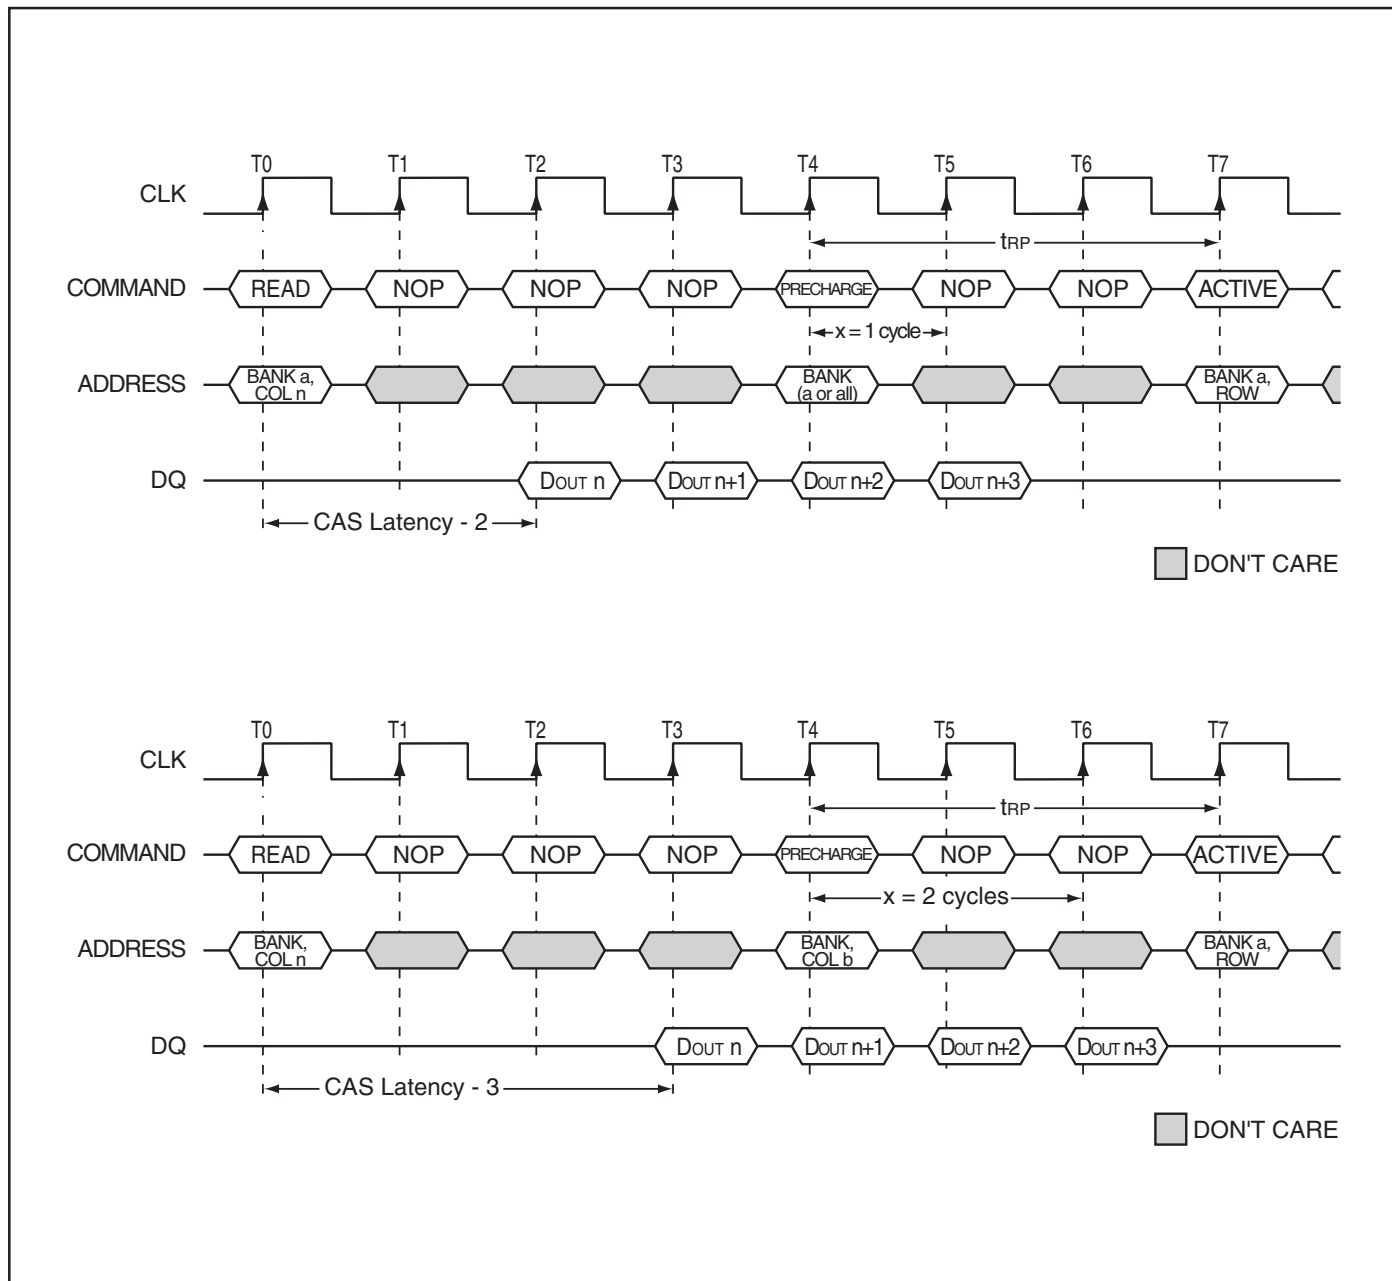 T0 T1 T2 T3 T4 T5 T6 T7
CLK
tRP
COMMAND READ NOP NOP NOP PRECHARGE NOP NOP ACTIVE
x = 1 cycle
ADDRESS BANK a, COL n BANK (a or all) BANK a, ROW
DQ DOUT n DOUT n+1 DOUT n+2 DOUT n+3
CAS Latency - 2
DON'T CARE
T0 T1 T2 T3 T4 T5 T6 T7
CLK
tRP
COMMAND READ NOP NOP NOP PRECHARGE NOP NOP ACTIVE
x = 2 cycles
ADDRESS BANK, COL n BANK, COL b BANK a, ROW
DQ DOUT n DOUT n+1 DOUT n+2 DOUT n+3
CAS Latency - 3
DON'T CARE